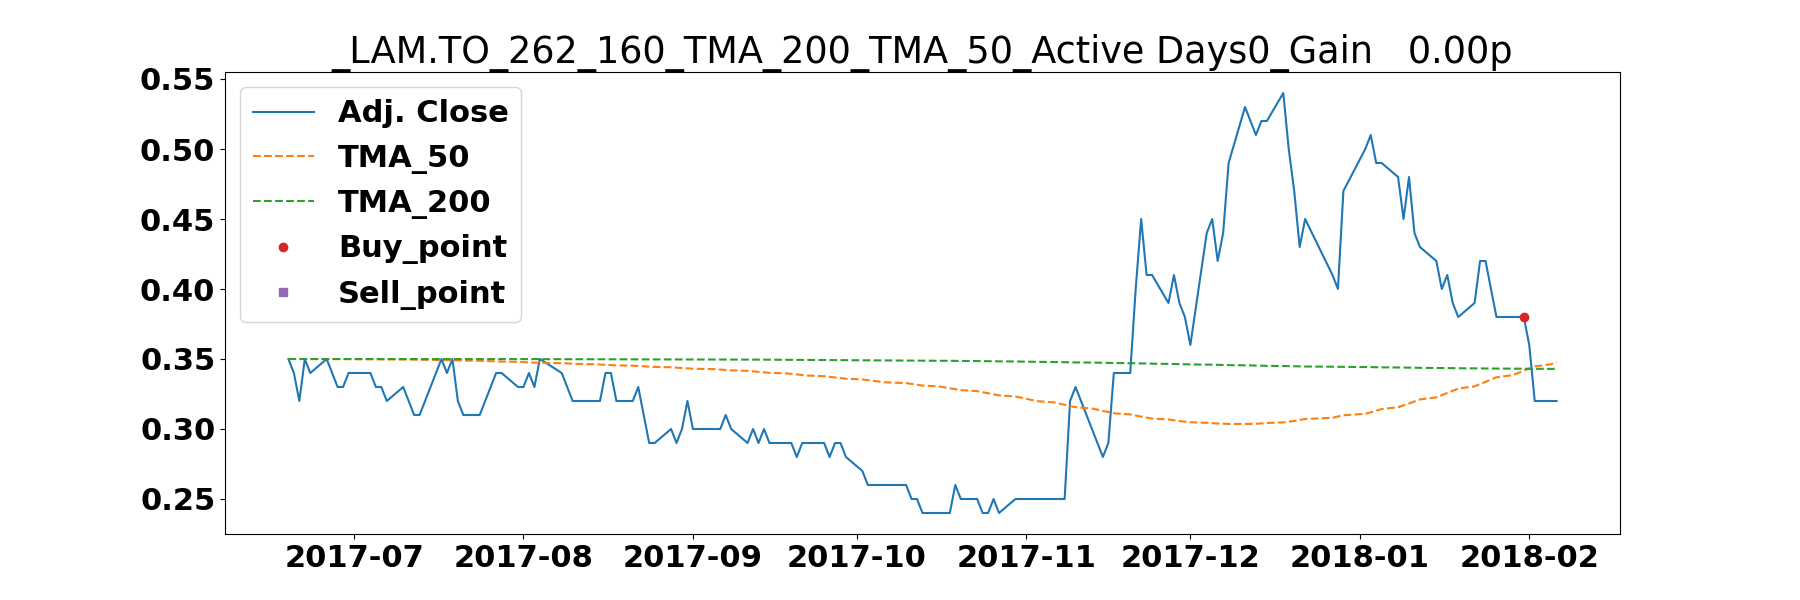 _LAM.TO_262_160_TMA_200_TMA_50_Active Days0_Gain   0.00p
0.55
0.50
0.45
0.40
0.35
0.30
0.25
Adj. Close
TMA_50
TMA_200
Buy_point
Sell_point
2017-07 2017-08 2017-09 2017-10 2017-11 2017-12 2018-01 2018-02